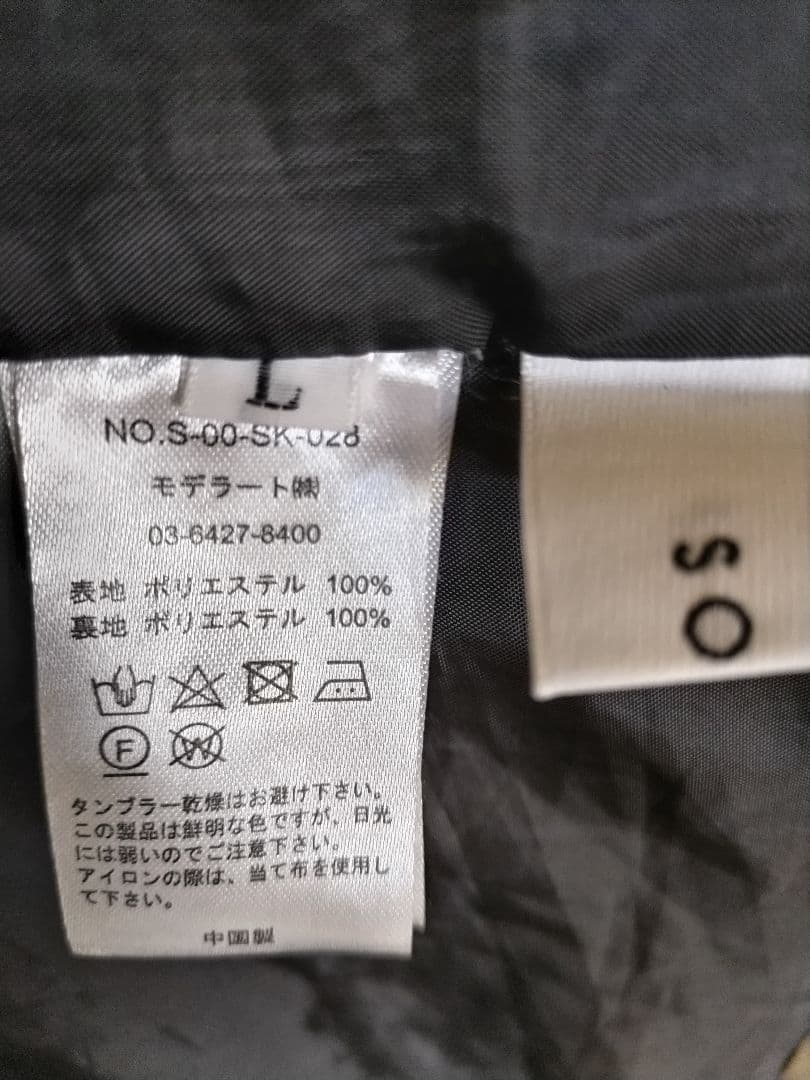 L
NO.S-00-SK-028
モデラート㈱
03-6427-8400
表地 ポリエステル 100%
裏地 ポリエステル 100%
F
W
タンブラー乾燥はお避け下さい。
この製品は鮮明な色ですが、日光
には弱いのでご注意下さい。
アイロンの際は、当て布を使用し
て下さい。
中国製
OS